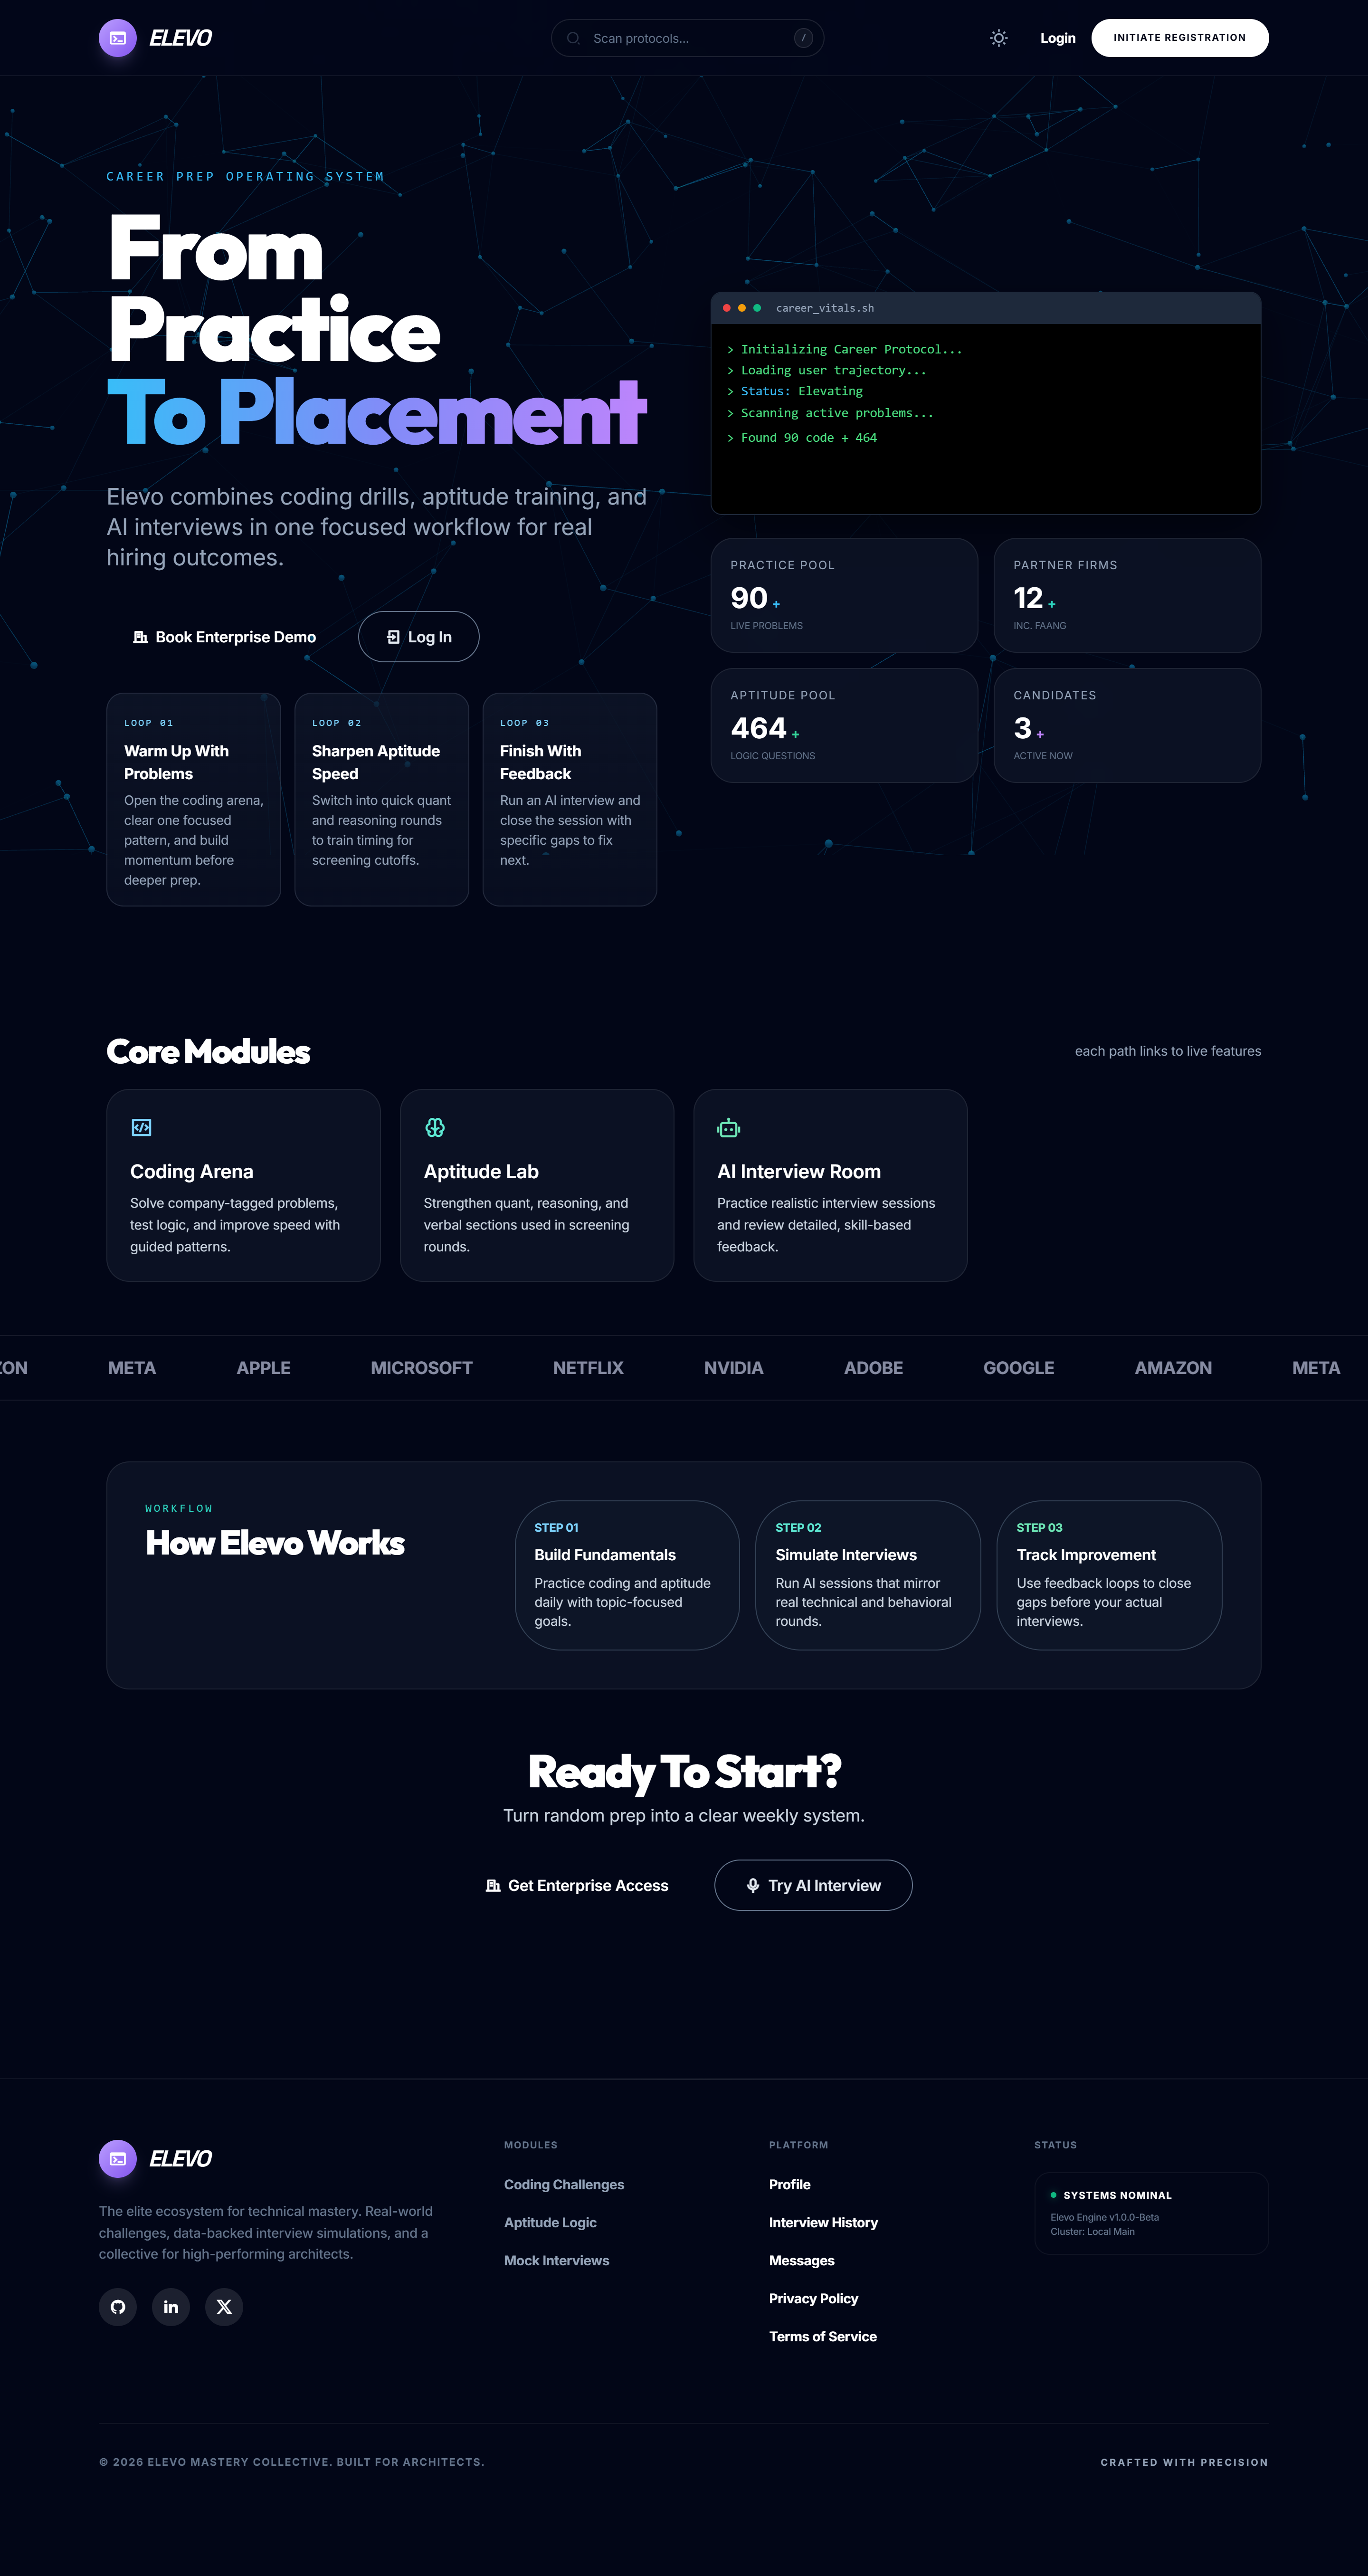 ELEVO
Scan protocols...
/
Login
INITIATE REGISTRATION
CAREER PREP OPERATING SYSTEM
From
Practice
To Placement
Elevo combines coding drills, aptitude training, and
AI interviews in one focused workflow for real
hiring outcomes.
Book Enterprise Demo
Log In
LOOP 01
Warm Up With
Problems
Open the coding arena,
clear one focused
pattern, and build
momentum before
deeper prep.
LOOP 02
Sharpen Aptitude
Speed
Switch into quick quant
and reasoning rounds
to train timing for
screening cutoffs.
LOOP 03
Finish With
Feedback
Run an AI interview and
close the session with
specific gaps to fix
next.
career_vitals.sh
> Initializing Career Protocol...
> Loading user trajectory...
> Status: Elevating
> Scanning active problems...
> Found 90 code + 464
PRACTICE POOL
90 +
LIVE PROBLEMS
PARTNER FIRMS
12 +
INC. FAANG
APTITUDE POOL
464 +
LOGIC QUESTIONS
CANDIDATES
3 +
ACTIVE NOW
Core Modules
each path links to live features
Coding Arena
Solve company-tagged problems,
test logic, and improve speed with
guided patterns.
Aptitude Lab
Strengthen quant, reasoning, and
verbal sections used in screening
rounds.
AI Interview Room
Practice realistic interview sessions
and review detailed, skill-based
feedback.
ZON META APPLE MICROSOFT NETFLIX NVIDIA ADOBE GOOGLE AMAZON META
WORKFLOW
How Elevo Works
STEP 01
Build Fundamentals
Practice coding and aptitude
daily with topic-focused
goals.
STEP 02
Simulate Interviews
Run AI sessions that mirror
real technical and behavioral
rounds.
STEP 03
Track Improvement
Use feedback loops to close
gaps before your actual
interviews.
Ready To Start?
Turn random prep into a clear weekly system.
Get Enterprise Access
Try AI Interview
ELEVO
The elite ecosystem for technical mastery. Real-world
challenges, data-backed interview simulations, and a
collective for high-performing architects.
MODULES
Coding Challenges
Aptitude Logic
Mock Interviews
PLATFORM
Profile
Interview History
Messages
Privacy Policy
Terms of Service
STATUS
SYSTEMS NOMINAL
Elevo Engine v1.0.0-Beta
Cluster: Local Main
© 2026 ELEVO MASTERY COLLECTIVE. BUILT FOR ARCHITECTS.
CRAFTED WITH PRECISION